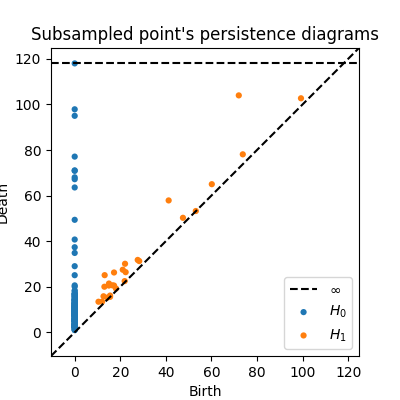 Subsampled point's persistence diagrams
120
100
80
60
40
20
0
Death
∞
H₀
H₁
0 20 40 60 80 100 120
Birth